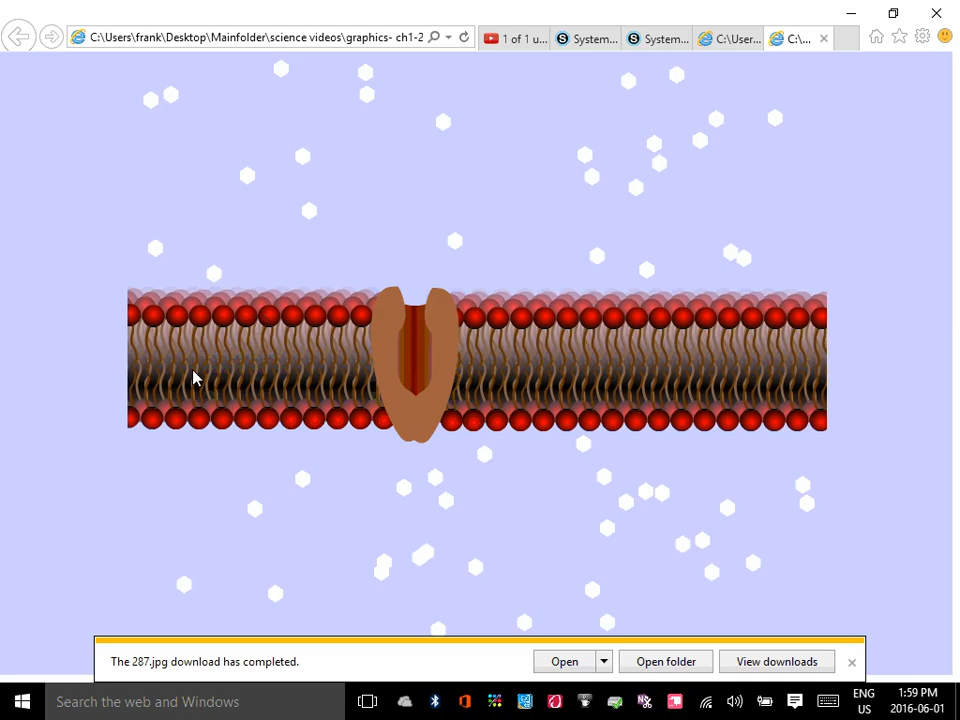 C:\Users\frank\Desktop\Mainfolder\science videos\graphics- ch1-2
1 of 1 u...
System...
System...
C:\User...
C:\...
The 287.jpg download has completed.
Open
Open folder
View downloads
Search the web and Windows
ENG
US
1:59 PM
2016-06-01